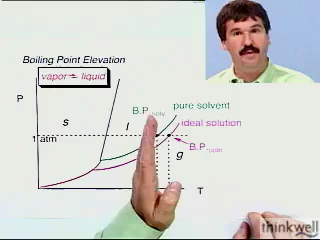 Boiling Point Elevation
vapor ⇌ liquid
P
B.P.solv
pure solvent
s
l
ideal solution
1 atm
B.P.soln
g
T
thinkwell